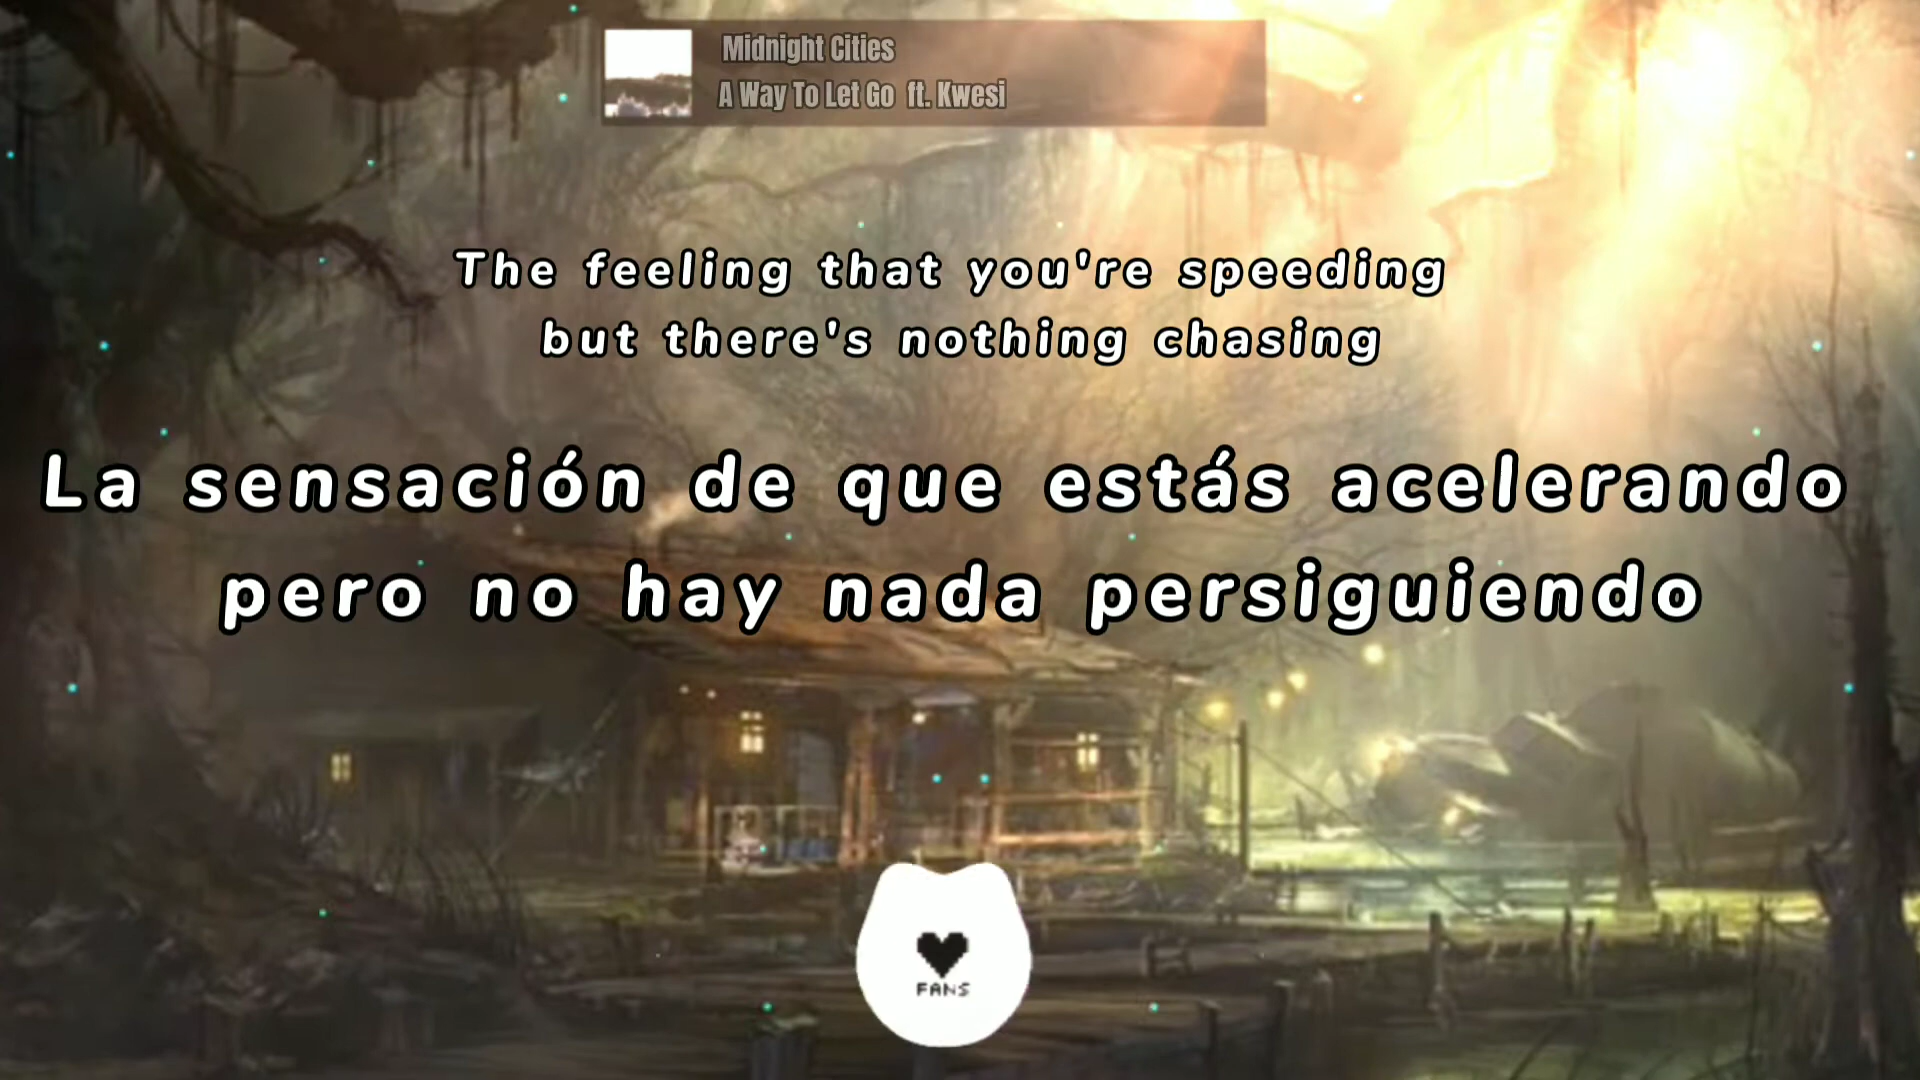 Midnight Cities
A Way To Let Go ft. Kwesi
The feeling that you're speeding
but there's nothing chasing
La sensación de que estás acelerando
pero no hay nada persiguiendo
FANS